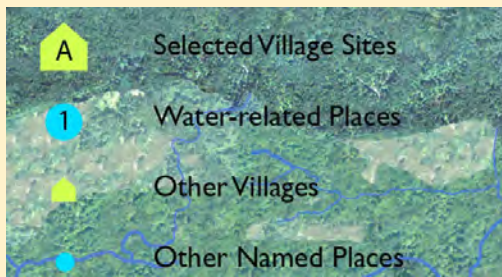 A Selected Village Sites
1 Water-related Places
Other Villages
Other Named Places